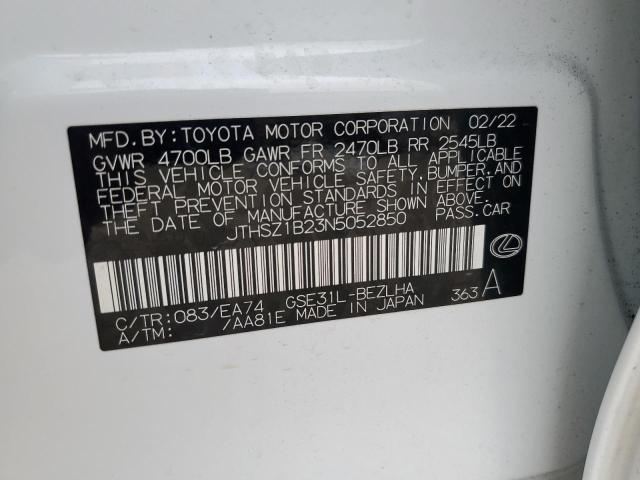 MFD. BY: TOYOTA MOTOR CORPORATION 02/22
GVWR 4700LB GAWR FR 2470LB RR 2545LB
THIS VEHICLE CONFORMS TO ALL APPLICABLE
FEDERAL MOTOR VEHICLE SAFETY, BUMPER, AND
THEFT PREVENTION STANDARDS IN EFFECT ON
THE DATE OF MANUFACTURE SHOWN ABOVE.
JTHSZ1B23N5052850 PASS. CAR
C/TR: 083/EA74 GSE31L-BEZLHA 363 A
A/TM: /AA81E MADE IN JAPAN